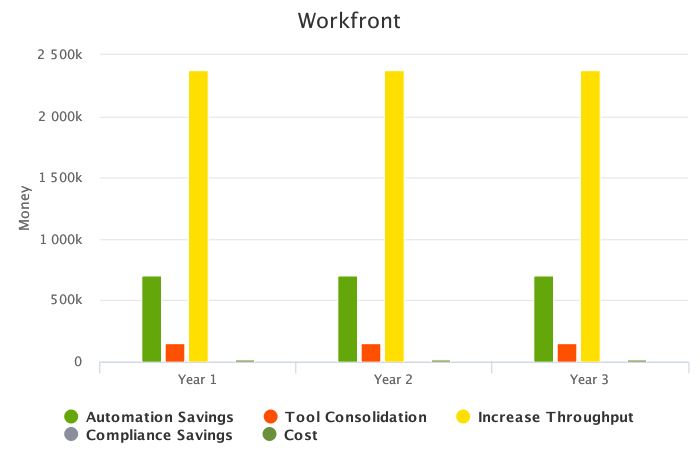 Workfront
2 500k
2 000k
1 500k
1 000k
500k
0
Money
Year 1 Year 2 Year 3
Automation Savings Tool Consolidation Increase Throughput
Compliance Savings Cost